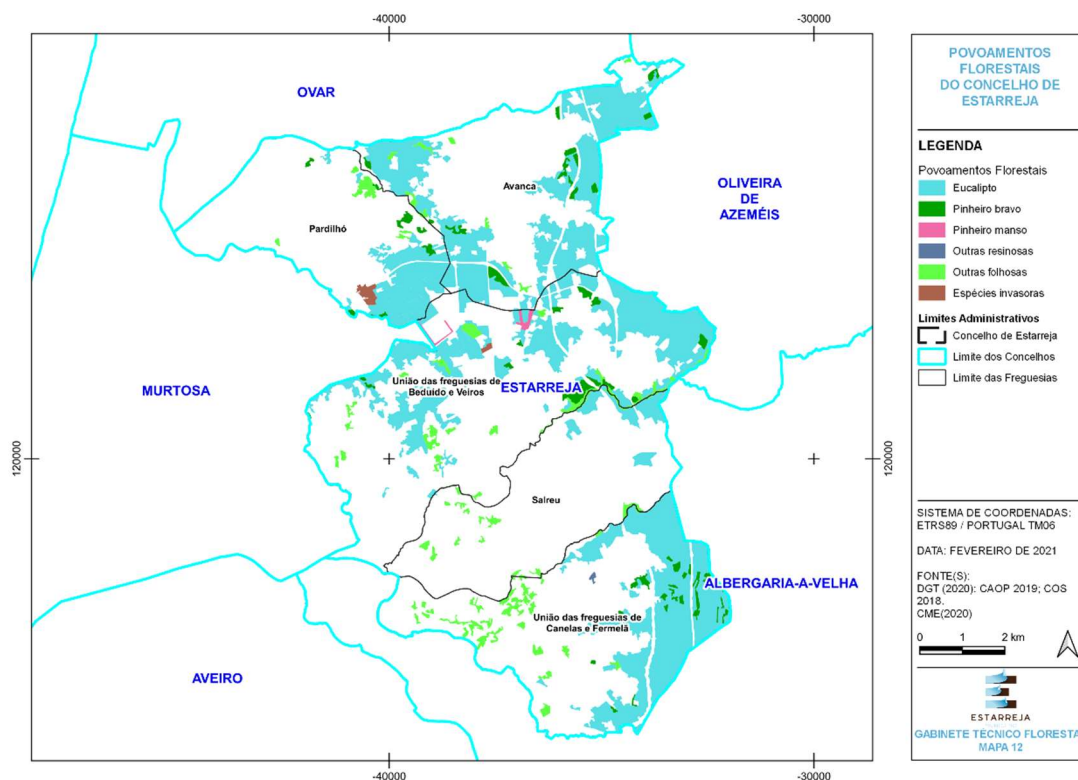 -40000
-30000
OVAR
Avanca
OLIVEIRA
DE
AZEMÉIS
Pardilhó
MURTOSA
União das freguesias de
Beduído e Veiros
ESTARREJA
120000
120000
Salreu
ALBERGARIA-A-VELHA
União das freguesias de
Canelas e Fermelã
AVEIRO
-40000
-30000
POVOAMENTOS
FLORESTAIS
DO CONCELHO DE
ESTARREJA
LEGENDA
Povoamentos Florestais
Eucalipto
Pinheiro bravo
Pinheiro manso
Outras resinosas
Outras folhosas
Espécies invasoras
Limites Administrativos
Concelho de Estarreja
Limite dos Concelhos
Limite das Freguesias
SISTEMA DE COORDENADAS:
ETRS89 / PORTUGAL TM06
DATA: FEVEREIRO DE 2021
FONTE(S):
DGT (2020): CAOP 2019; COS
2018.
CME(2020)
0 1 2 km
ESTARREJA
GABINETE TÉCNICO FLORESTA
MAPA 12